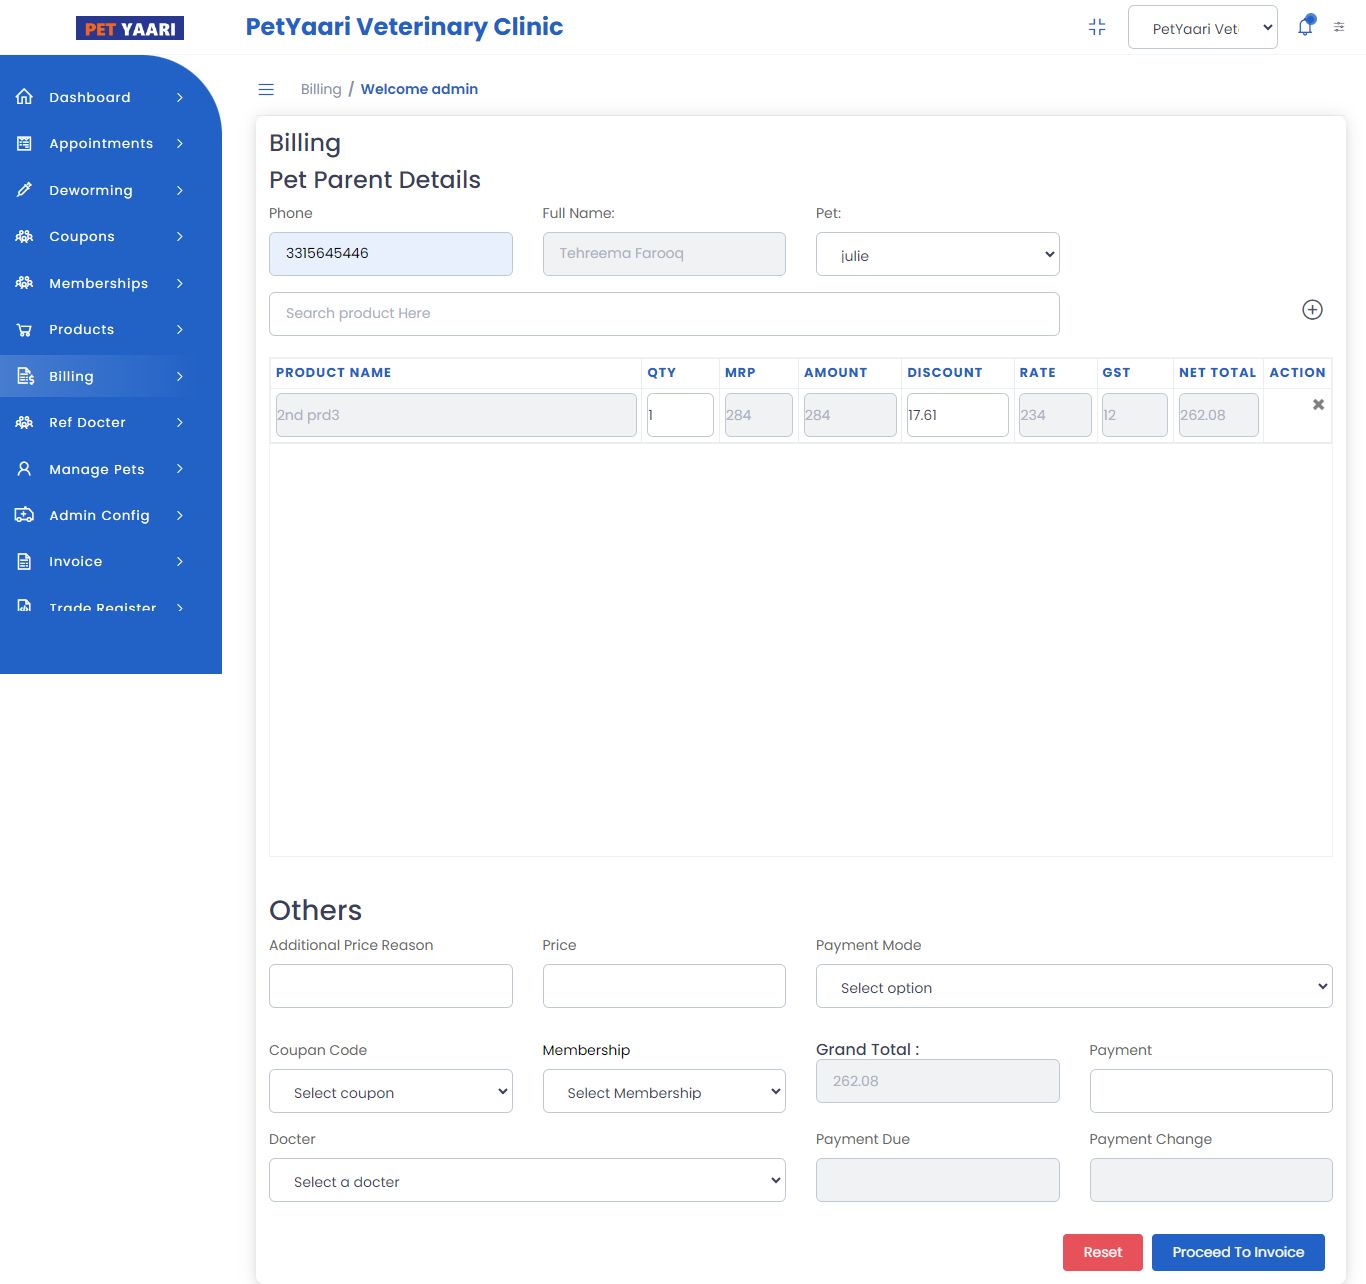 PET YAARI
PetYaari Veterinary Clinic
PetYaari Vet
Dashboard
Appointments
Deworming
Coupons
Memberships
Products
Billing
Ref Docter
Manage Pets
Admin Config
Invoice
Trade Register
Billing / Welcome admin
Billing
Pet Parent Details
Phone Full Name: Pet:
3315645446 Tehreema Farooq julie
Search product Here
PRODUCT NAME QTY MRP AMOUNT DISCOUNT RATE GST NET TOTAL ACTION
2nd prd3 1 284 284 17.61 234 12 262.08
Others
Additional Price Reason Price Payment Mode
Select option
Coupan Code Membership Grand Total : Payment
Select coupon Select Membership 262.08
Docter Payment Due Payment Change
Select a docter
Reset Proceed To Invoice